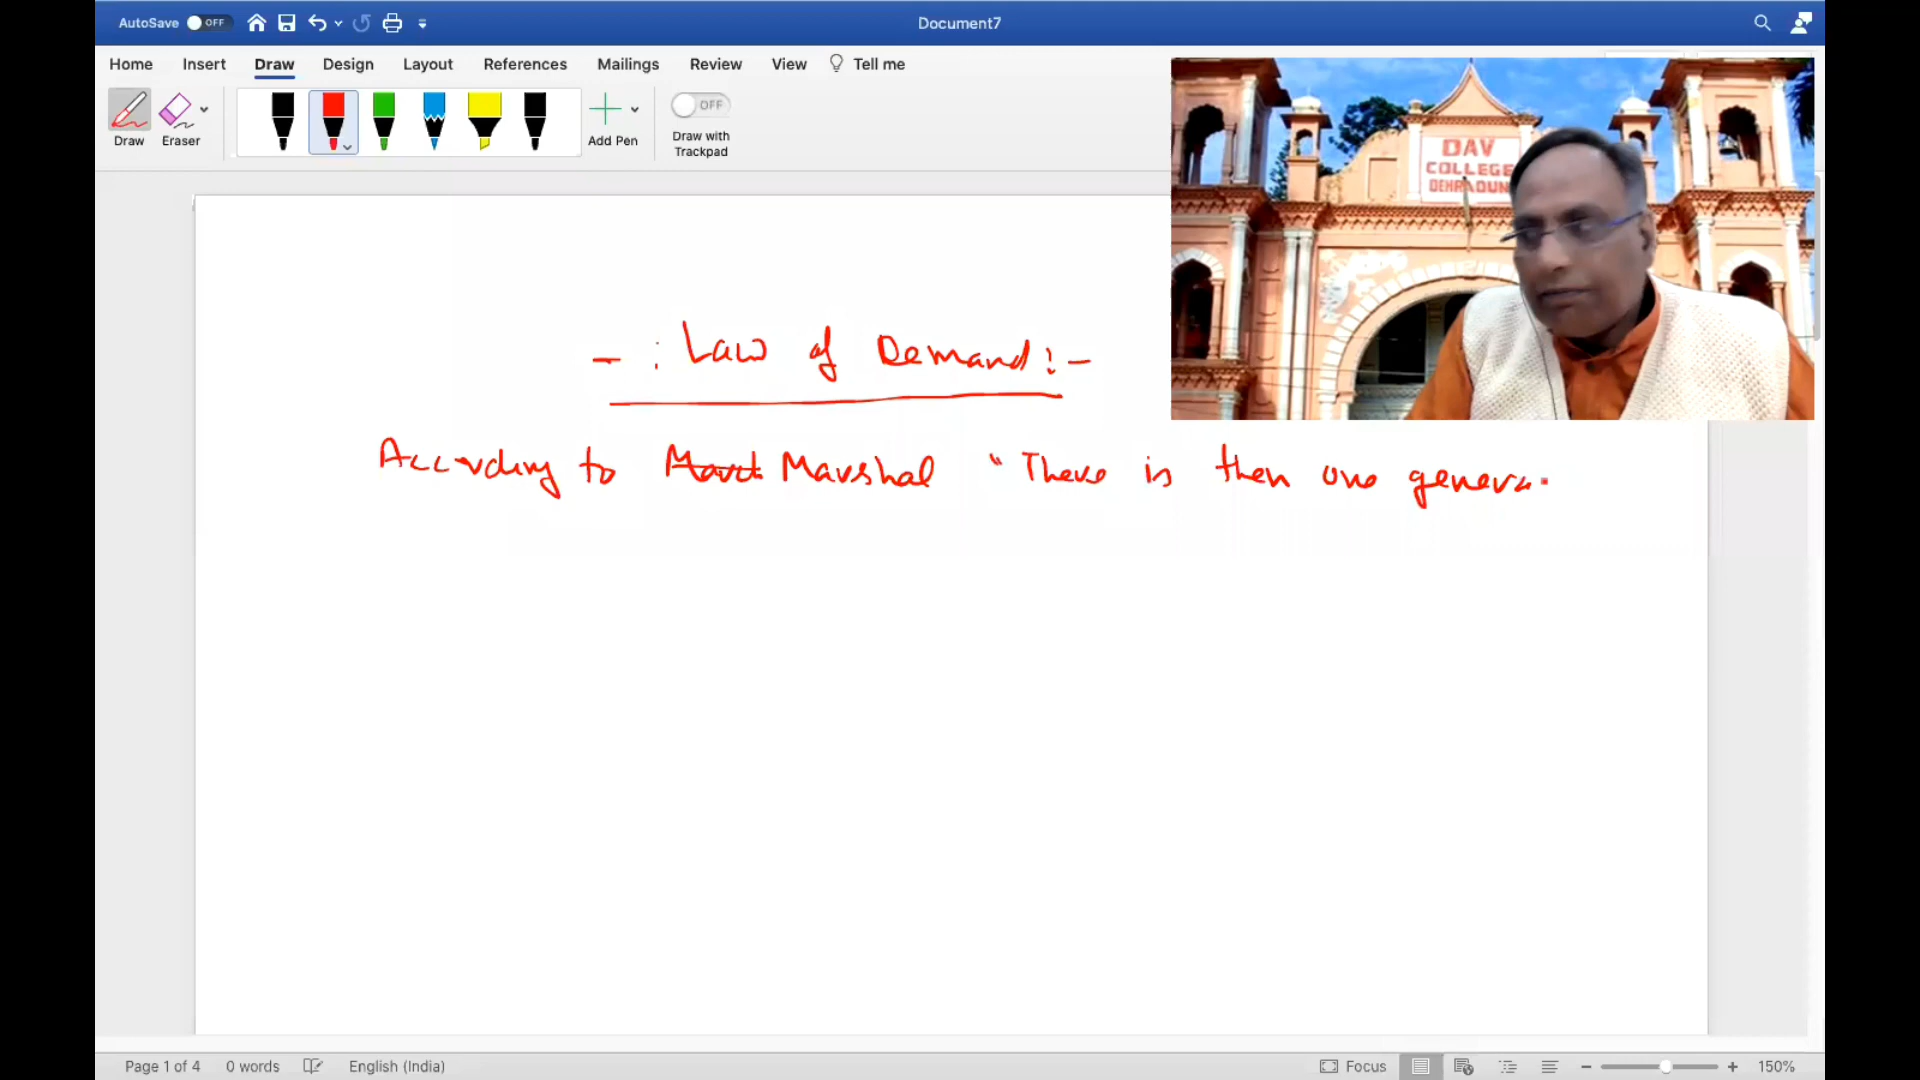 AutoSave OFF Document7
Home Insert Draw Design Layout References Mailings Review View Tell me
Draw Eraser Add Pen OFF Draw with Trackpad
DAV
COLLEGE
DEHRADUN
- : Law of Demand : -
According to Marshal "There is then one genera
Page 1 of 4 0 words English (India) Focus 150%